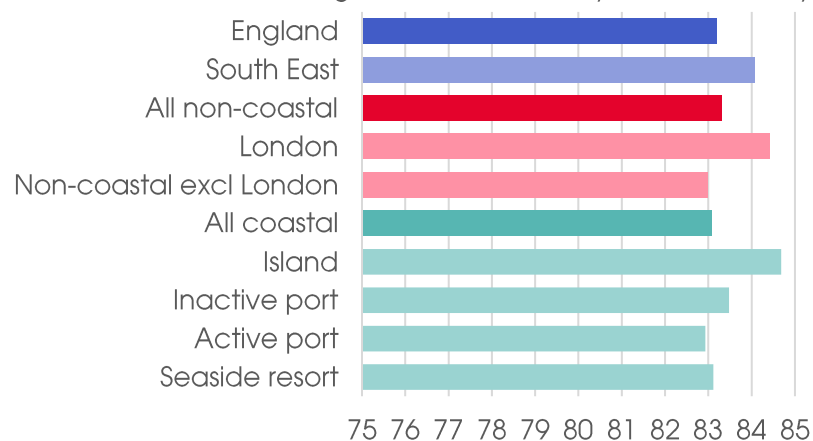 England
South East
All non-coastal
London
Non-coastal excl London
All coastal
Island
Inactive port
Active port
Seaside resort
75 76 77 78 79 80 81 82 83 84 85